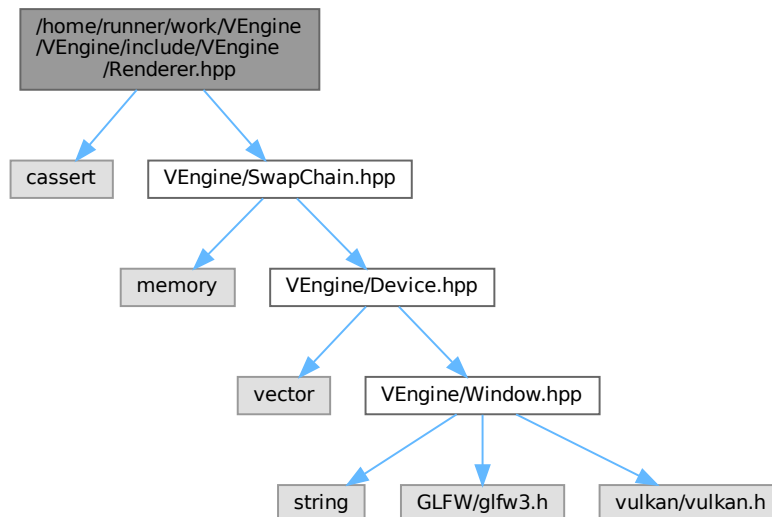 /home/runner/work/VEngine
/VEngine/include/VEngine
/Renderer.hpp
cassert
VEngine/SwapChain.hpp
memory
VEngine/Device.hpp
vector
VEngine/Window.hpp
string
GLFW/glfw3.h
vulkan/vulkan.h